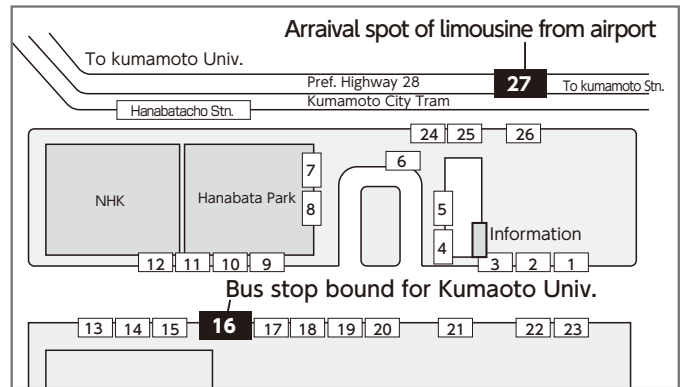 Arraival spot of limousine from airport
To kumamoto Univ.
Pref. Highway 28
27
To kumamoto Stn.
Kumamoto City Tram
Hanabatacho Stn.
24 25 26
6
7
NHK
Hanabata Park
8
5
4
Information
12 11 10 9
3 2 1
Bus stop bound for Kumaoto Univ.
13 14 15 16 17 18 19 20 21 22 23